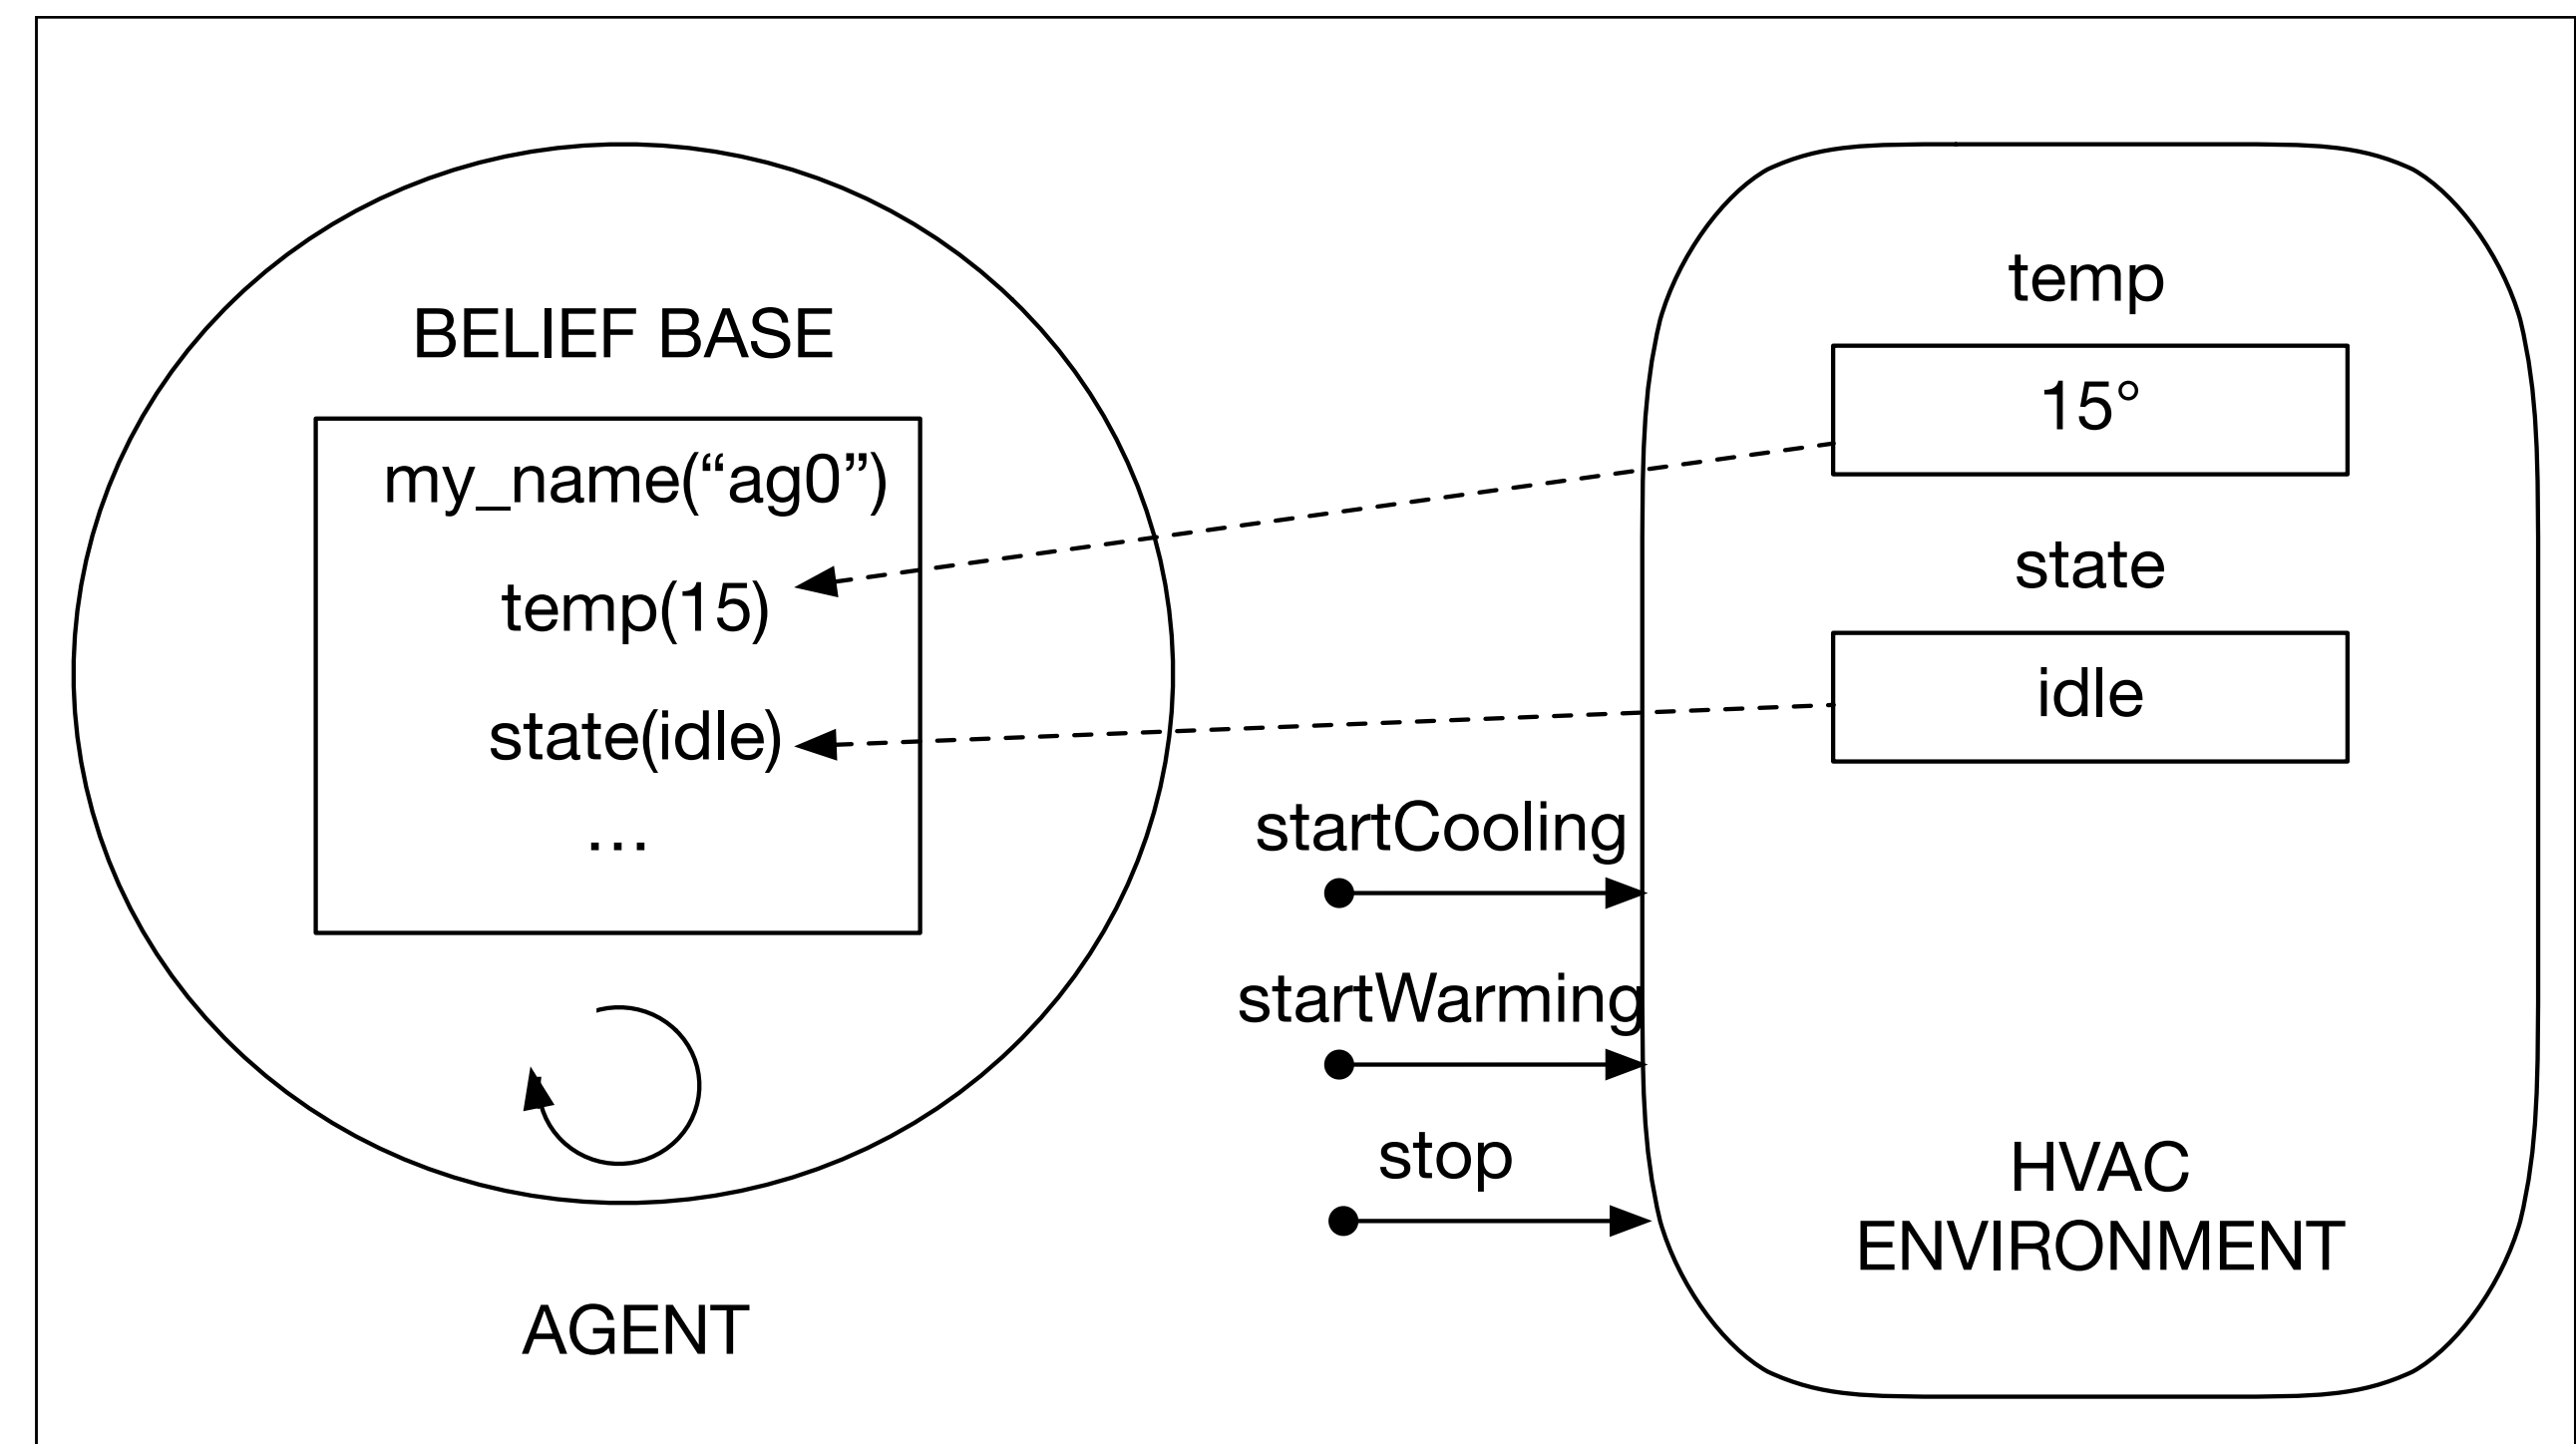 BELIEF BASE
my_name(“ag0”)
temp(15)
state(idle)
...
AGENT
startCooling
startWarming
stop
temp
15°
state
idle
HVAC
ENVIRONMENT